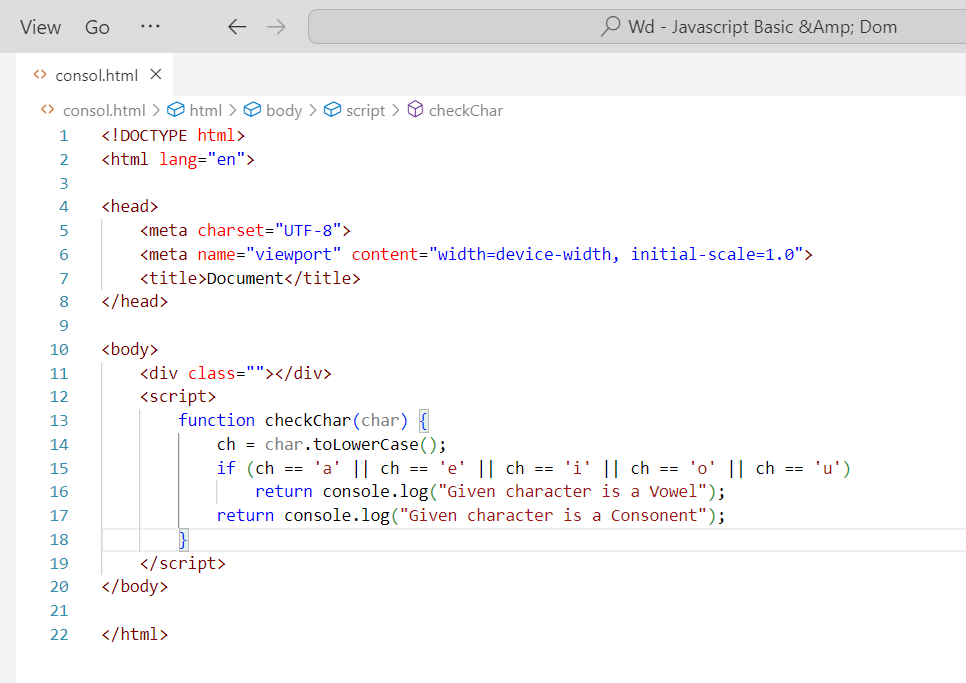 View Go ··· ← → Wd - Javascript Basic &Amp; Dom
<> consol.html ×
<> consol.html > html > body > script > checkChar
1 <!DOCTYPE html>
2 <html lang="en">
3
4 <head>
5     <meta charset="UTF-8">
6     <meta name="viewport" content="width=device-width, initial-scale=1.0">
7     <title>Document</title>
8 </head>
9
10 <body>
11     <div class=""></div>
12     <script>
13         function checkChar(char) {
14             ch = char.toLowerCase();
15             if (ch == 'a' || ch == 'e' || ch == 'i' || ch == 'o' || ch == 'u')
16                 return console.log("Given character is a Vowel");
17             return console.log("Given character is a Consonent");
18         }
19     </script>
20 </body>
21
22 </html>